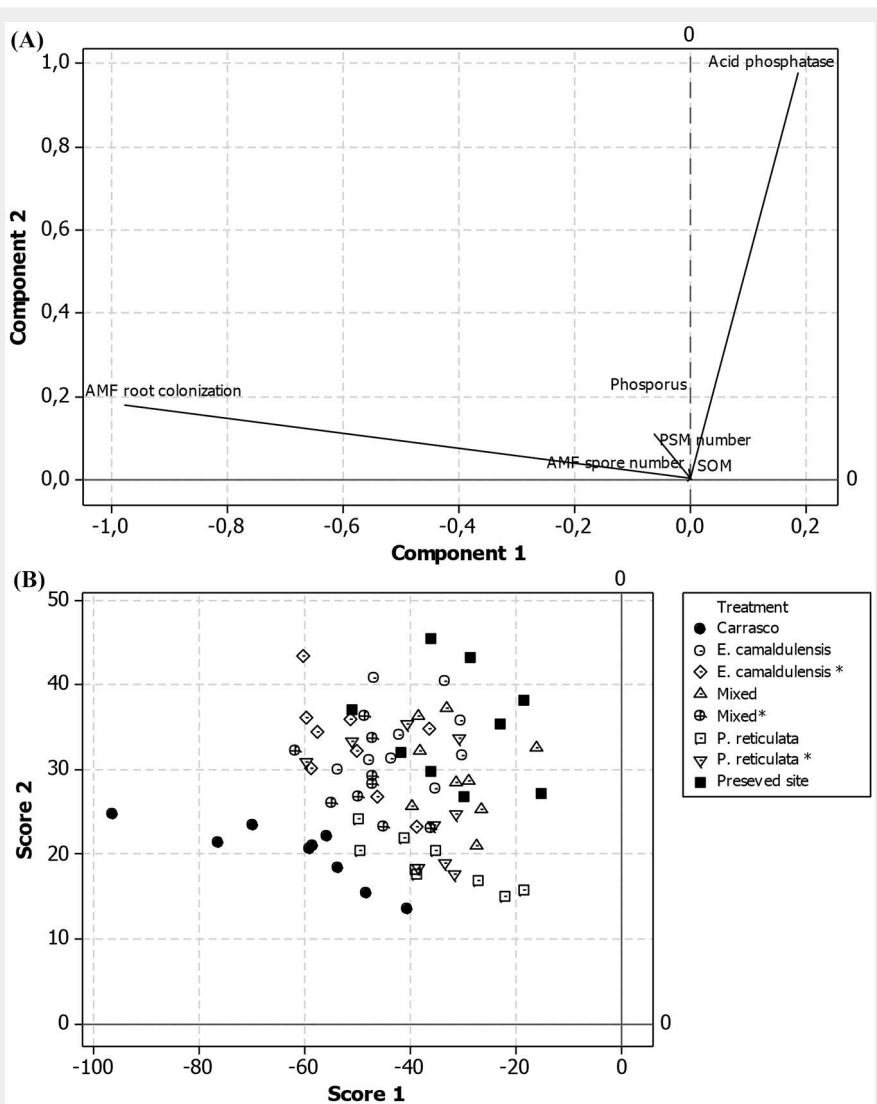 (A)
0
1,0
0,8
0,6
0,4
0,2
0,0
Component 2
Acid phosphatase
Phosporus
AMF root colonization
PSM number
AMF spore number
SOM
0
-1,0 -0,8 -0,6 -0,4 -0,2 0,0 0,2
Component 1
(B)
0
50
40
30
20
10
0
Score 2
0
-100 -80 -60 -40 -20 0
Score 1
Treatment
Carrasco
E. camaldulensis
E. camaldulensis *
Mixed
Mixed*
P. reticulata
P. reticulata *
Preseved site